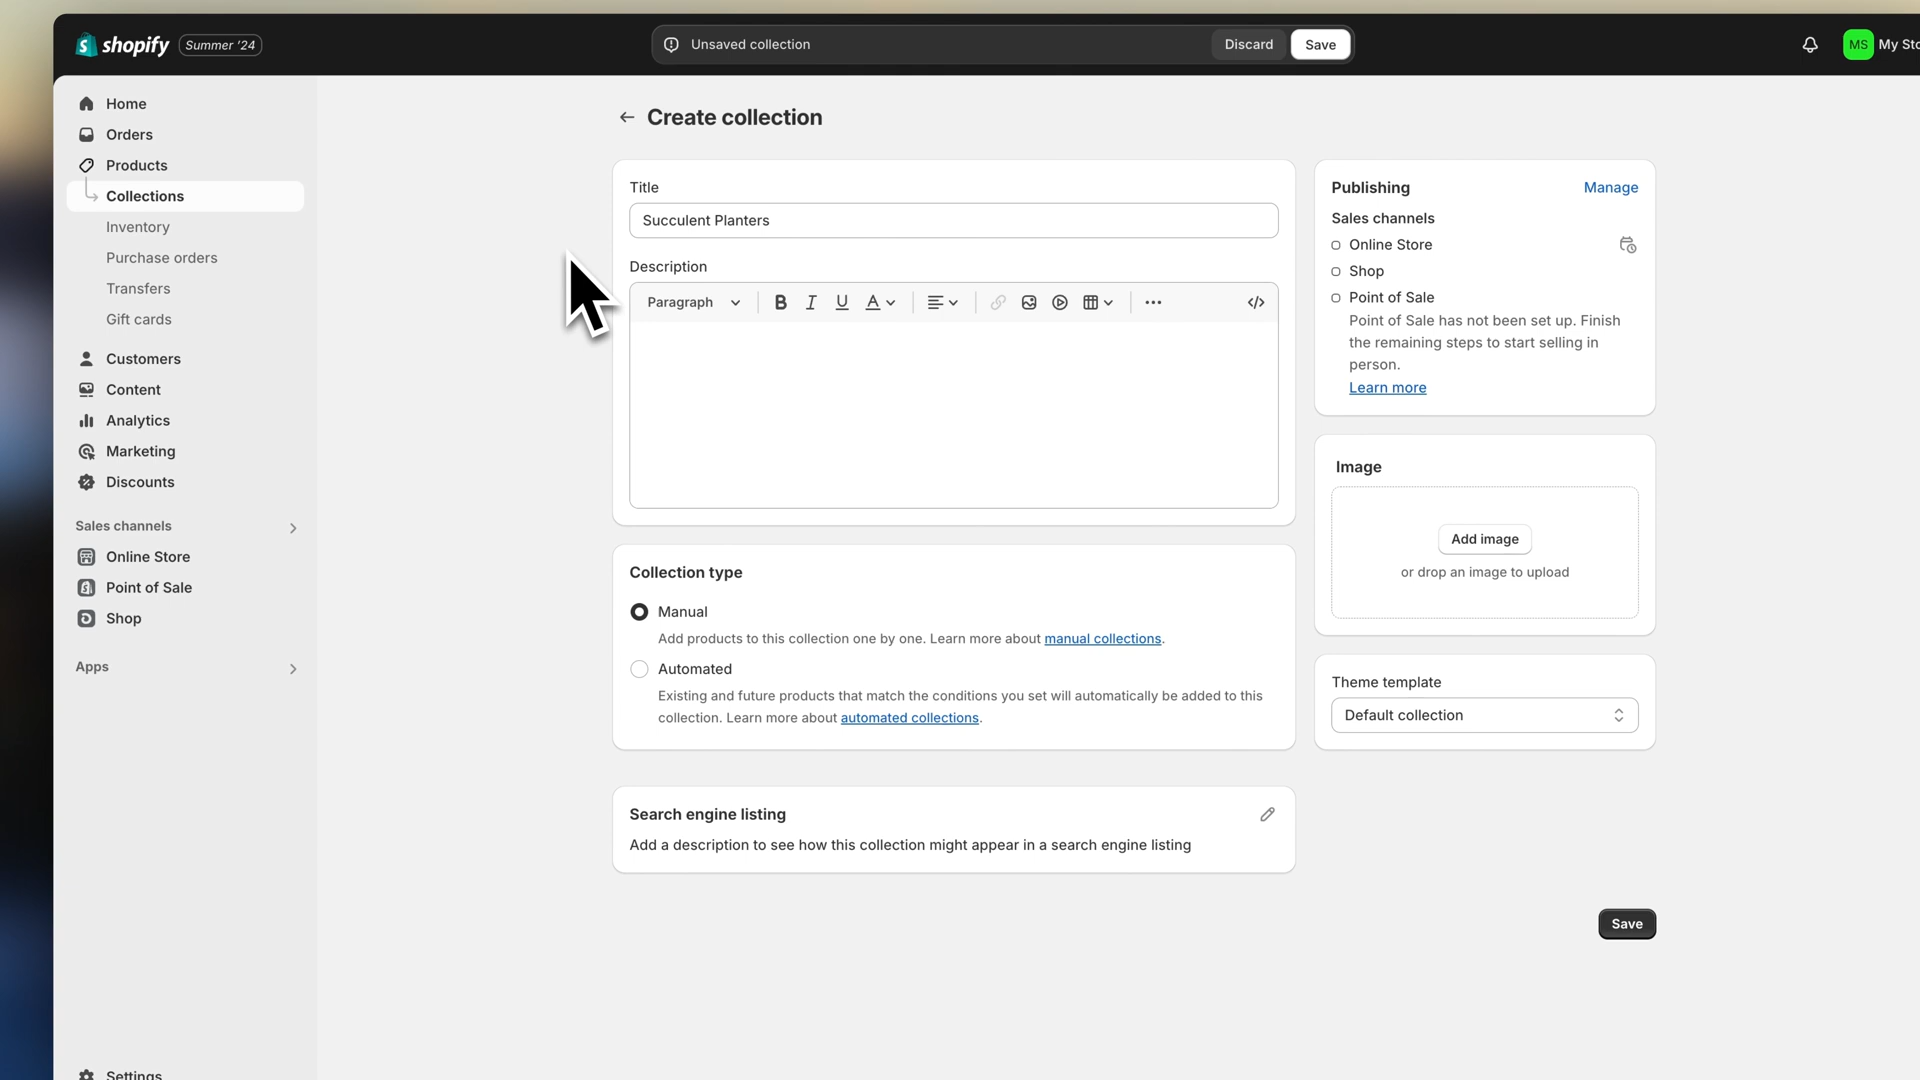 shopify Summer '24
Unsaved collection
Discard
Save
MS
My Sto
Home
Orders
Products
Collections
Inventory
Purchase orders
Transfers
Gift cards
Customers
Content
Analytics
Marketing
Discounts
Sales channels
Online Store
Point of Sale
Shop
Apps
Settings
Create collection
Title
Succulent Planters
Description
Paragraph
Collection type
Manual
Add products to this collection one by one. Learn more about manual collections.
Automated
Existing and future products that match the conditions you set will automatically be added to this
collection. Learn more about automated collections.
Search engine listing
Add a description to see how this collection might appear in a search engine listing
Publishing
Manage
Sales channels
Online Store
Shop
Point of Sale
Point of Sale has not been set up. Finish
the remaining steps to start selling in
person.
Learn more
Image
Add image
or drop an image to upload
Theme template
Default collection
Save